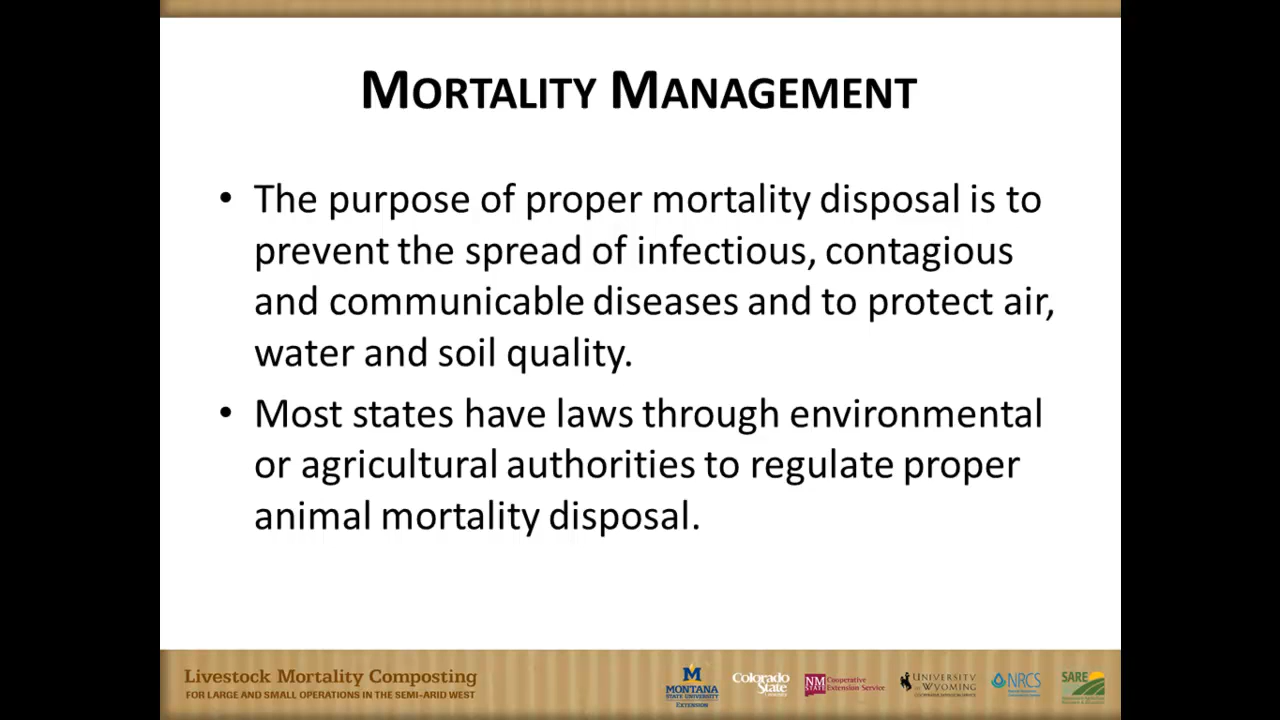 MORTALITY MANAGEMENT
• The purpose of proper mortality disposal is to
prevent the spread of infectious, contagious
and communicable diseases and to protect air,
water and soil quality.
• Most states have laws through environmental
or agricultural authorities to regulate proper
animal mortality disposal.
Livestock Mortality Composting
FOR LARGE AND SMALL OPERATIONS IN THE SEMI-ARID WEST
M
MONTANA
STATE UNIVERSITY
EXTENSION
Colorado
State
NM
STATE
Cooperative
Extension Service
UNIVERSITY
OF WYOMING
NRCS
SARE